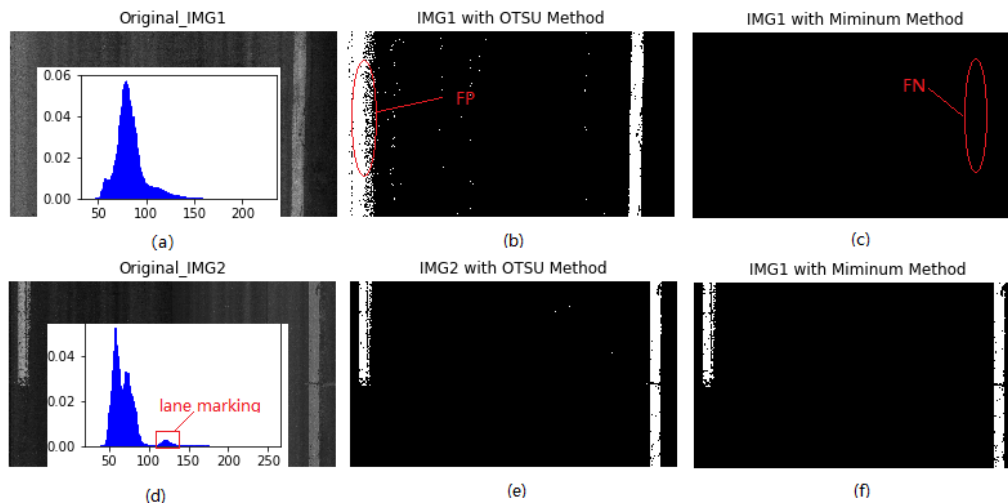 Original_IMG1
IMG1 with OTSU Method
IMG1 with Miminum Method
0.06
0.04
0.02
0.00
50 100 150 200
FP
FN
(a)
(b)
(c)
Original_IMG2
IMG2 with OTSU Method
IMG1 with Miminum Method
0.04
0.02
0.00
50 100 150 200 250
lane marking
(d)
(e)
(f)